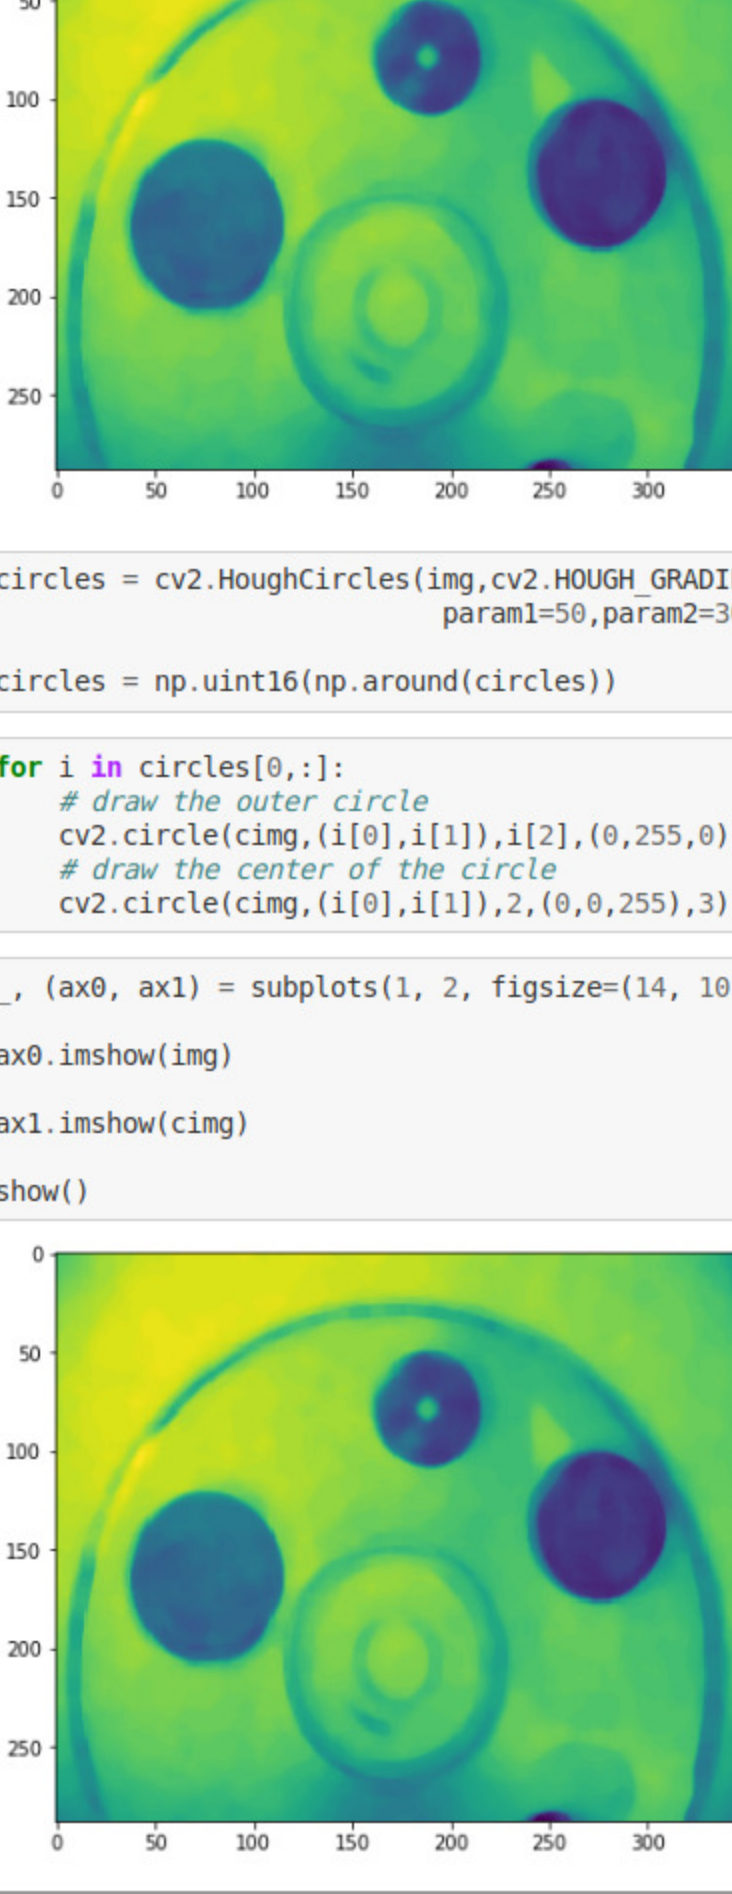 50
100
150
200
250
0 50 100 150 200 250 300
circles = cv2.HoughCircles(img,cv2.HOUGH_GRADI
param1=50,param2=3
circles = np.uint16(np.around(circles))
for i in circles[0,:]:
# draw the outer circle
cv2.circle(cimg,(i[0],i[1]),i[2],(0,255,0)
# draw the center of the circle
cv2.circle(cimg,(i[0],i[1]),2,(0,0,255),3)
_, (ax0, ax1) = subplots(1, 2, figsize=(14, 10
ax0.imshow(img)
ax1.imshow(cimg)
show()
0
50
100
150
200
250
0 50 100 150 200 250 300